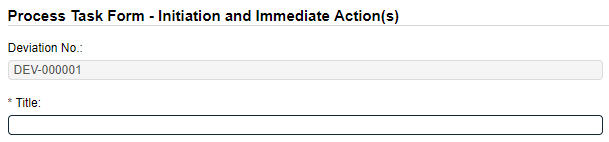 Process Task Form - Initiation and Immediate Action(s)
Deviation No.:
DEV-000001
* Title: